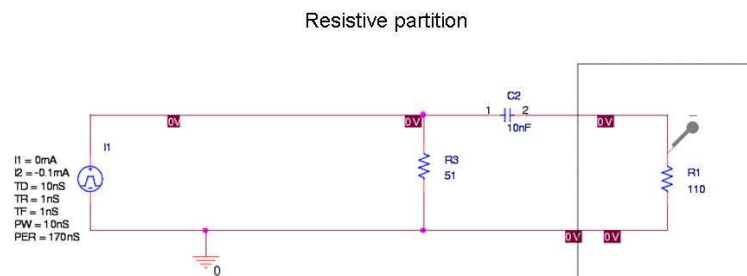 Resistive partition
C2
1 2
10nF
0V 0V 0V
I1
I1 = 0mA
I2 = -0.1mA
TD = 10nS
TR = 1nS
TF = 1nS
PW = 10nS
PER = 170nS
R3
51
R1
110
0V 0V
0